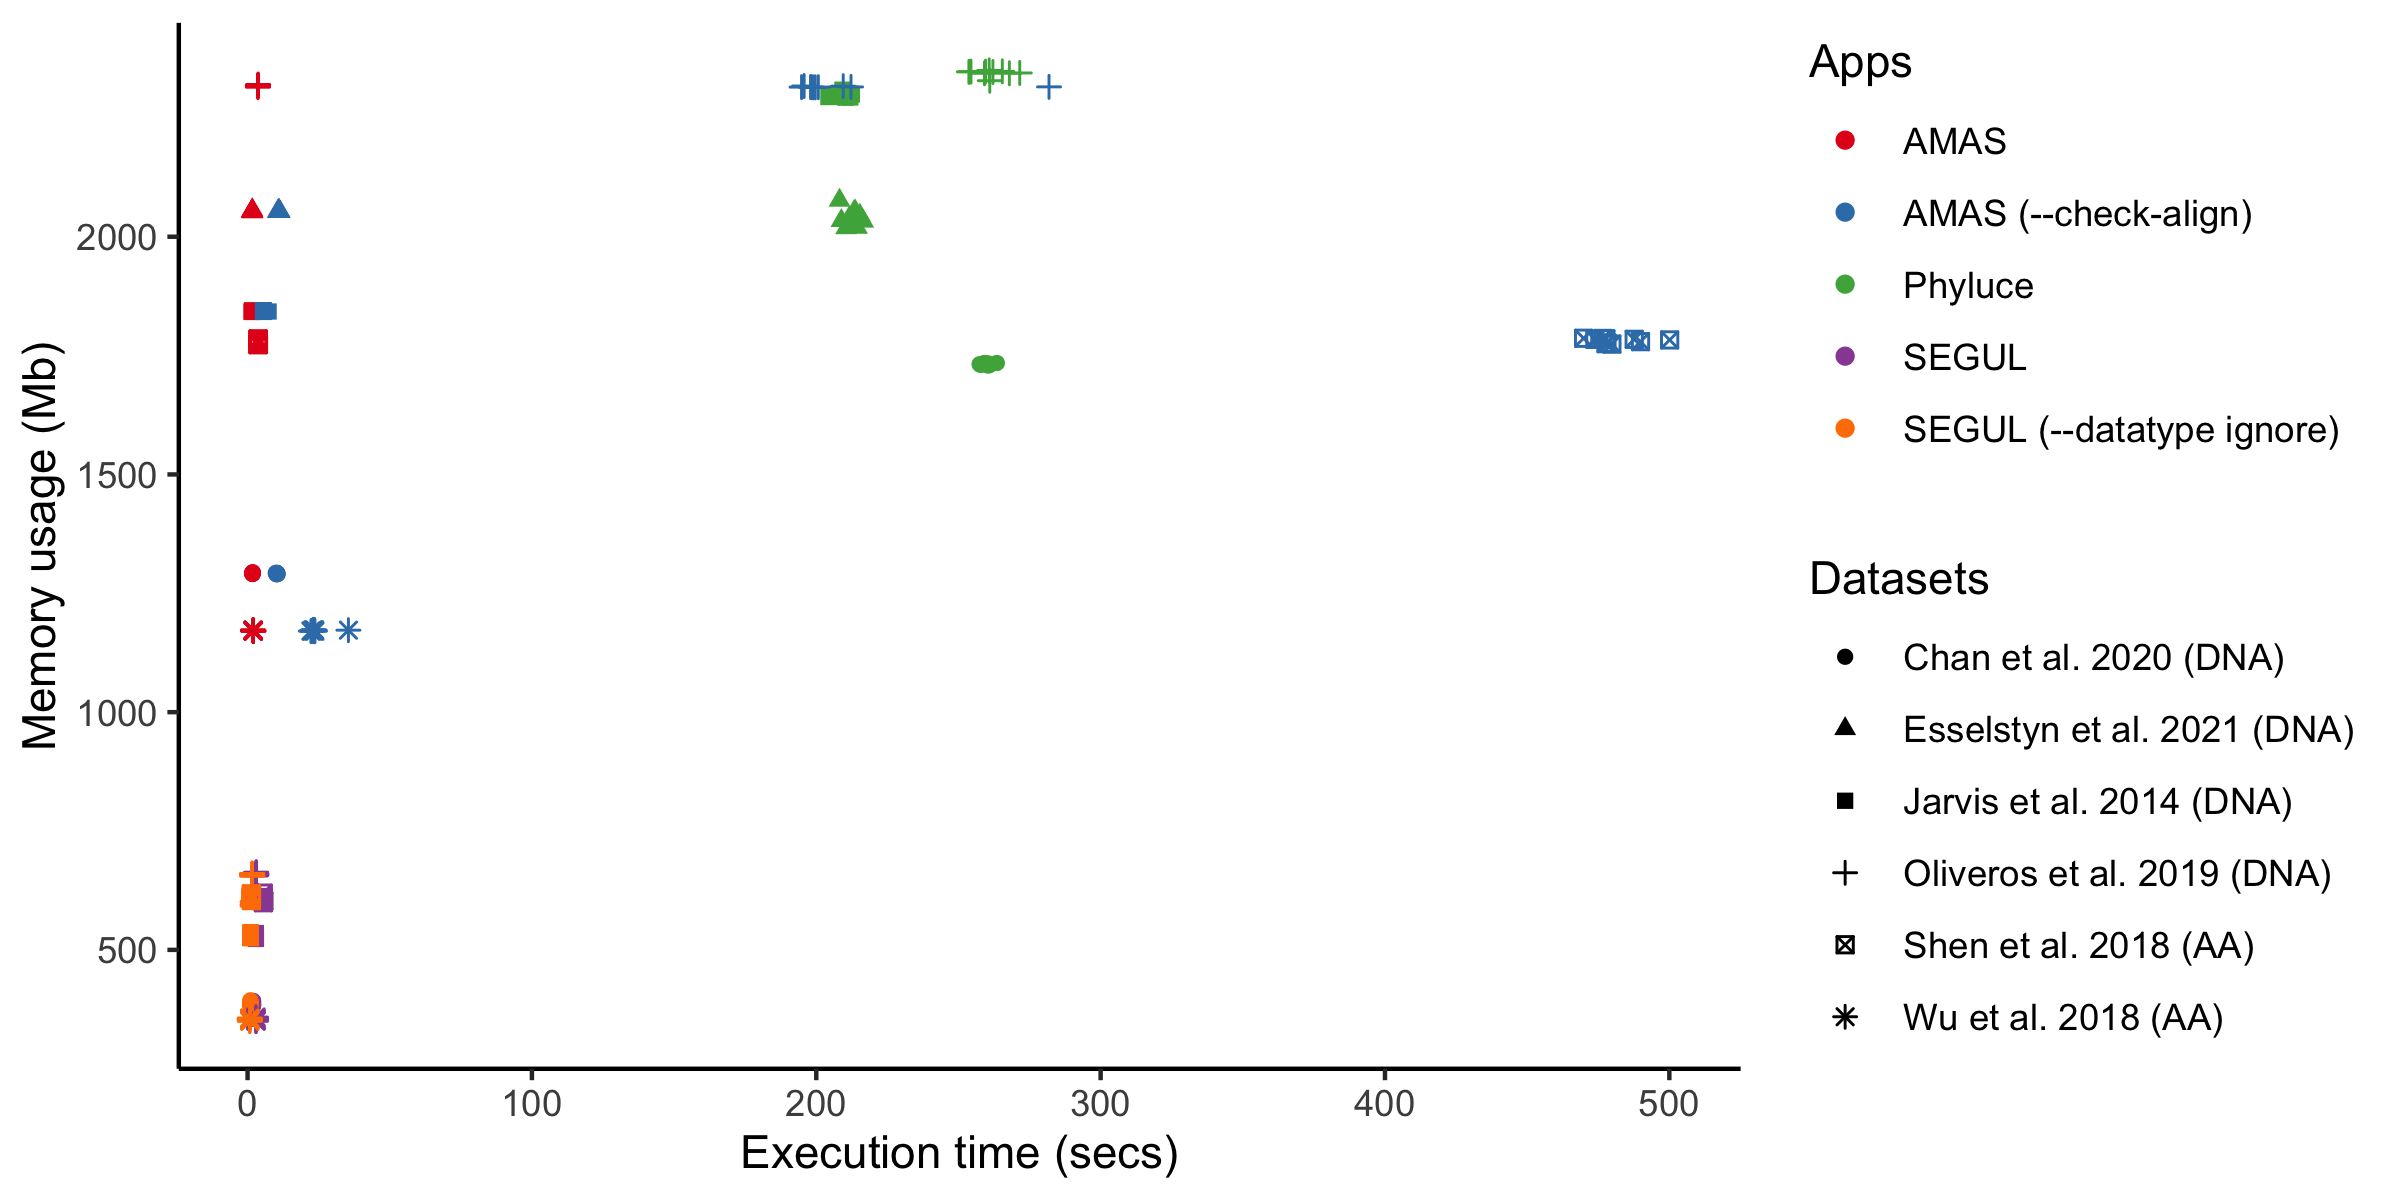 Memory usage (Mb)
2000
1500
1000
500
0
100
200
300
400
500
Execution time (secs)
Apps
AMAS
AMAS (--check-align)
Phyluce
SEGUL
SEGUL (--datatype ignore)
Datasets
Chan et al. 2020 (DNA)
Esselstyn et al. 2021 (DNA)
Jarvis et al. 2014 (DNA)
Oliveros et al. 2019 (DNA)
Shen et al. 2018 (AA)
Wu et al. 2018 (AA)